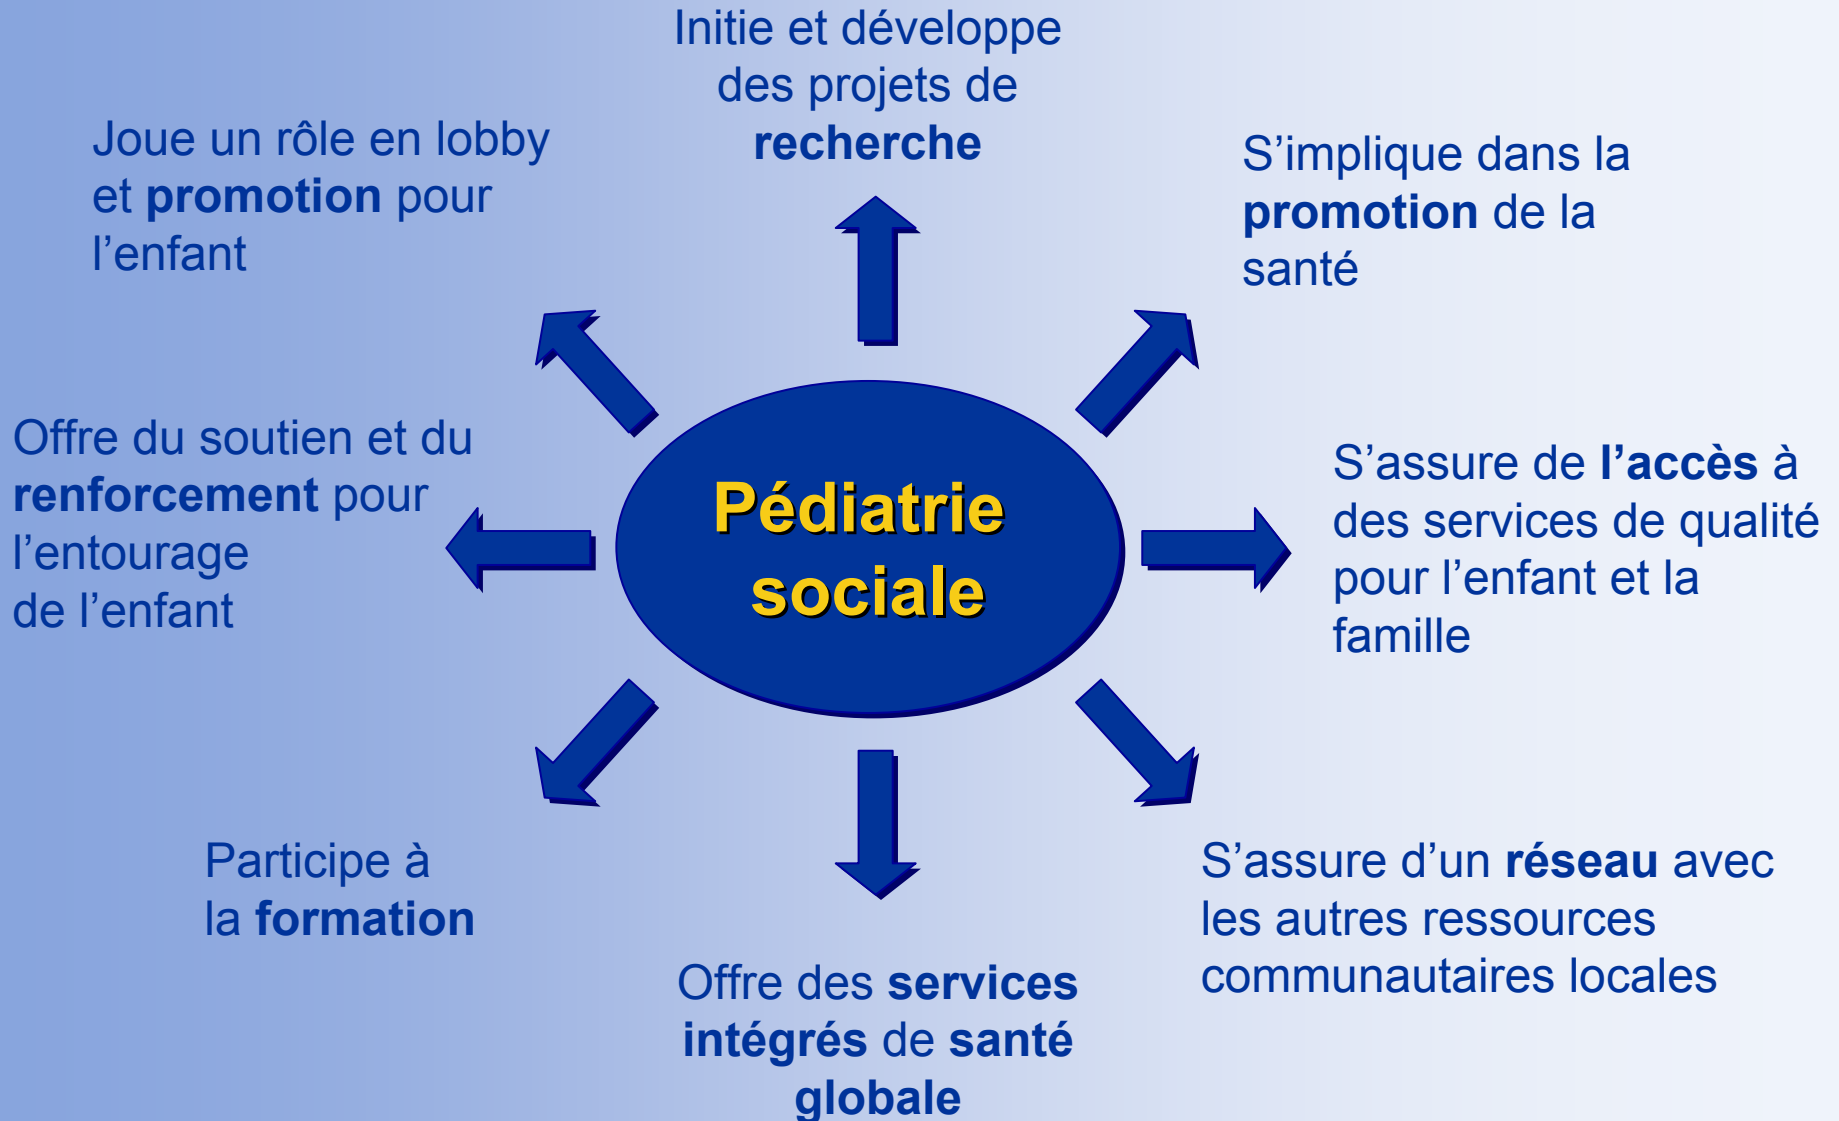 Initie et développe
des projets de
recherche
Joue un rôle en lobby
et promotion pour
l’enfant
S’implique dans la
promotion de la
santé
Offre du soutien et du
renforcement pour
l’entourage
de l’enfant
Pédiatrie
sociale
S’assure de l’accès à
des services de qualité
pour l’enfant et la
famille
Participe à
la formation
Offre des services
intégrés de santé
globale
S’assure d’un réseau avec
les autres ressources
communautaires locales